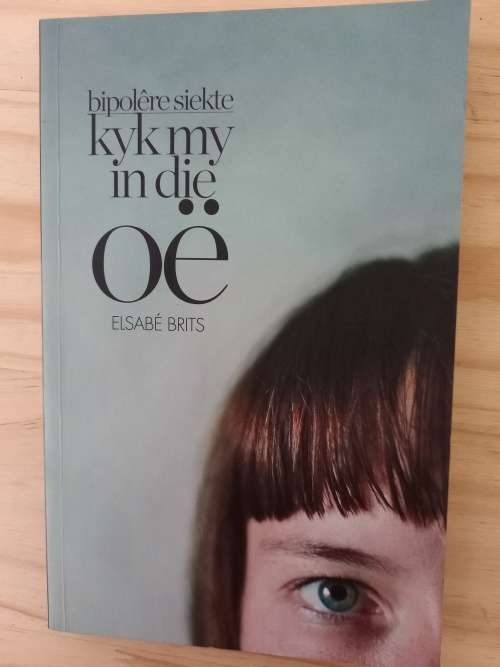 bipolêre siekte
kyk my
in die
oë
ELSABÉ BRITS